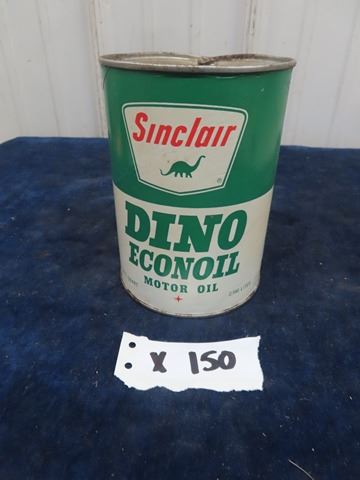 Sinclair
®
DINO
ECONOIL
MOTOR OIL
X 150